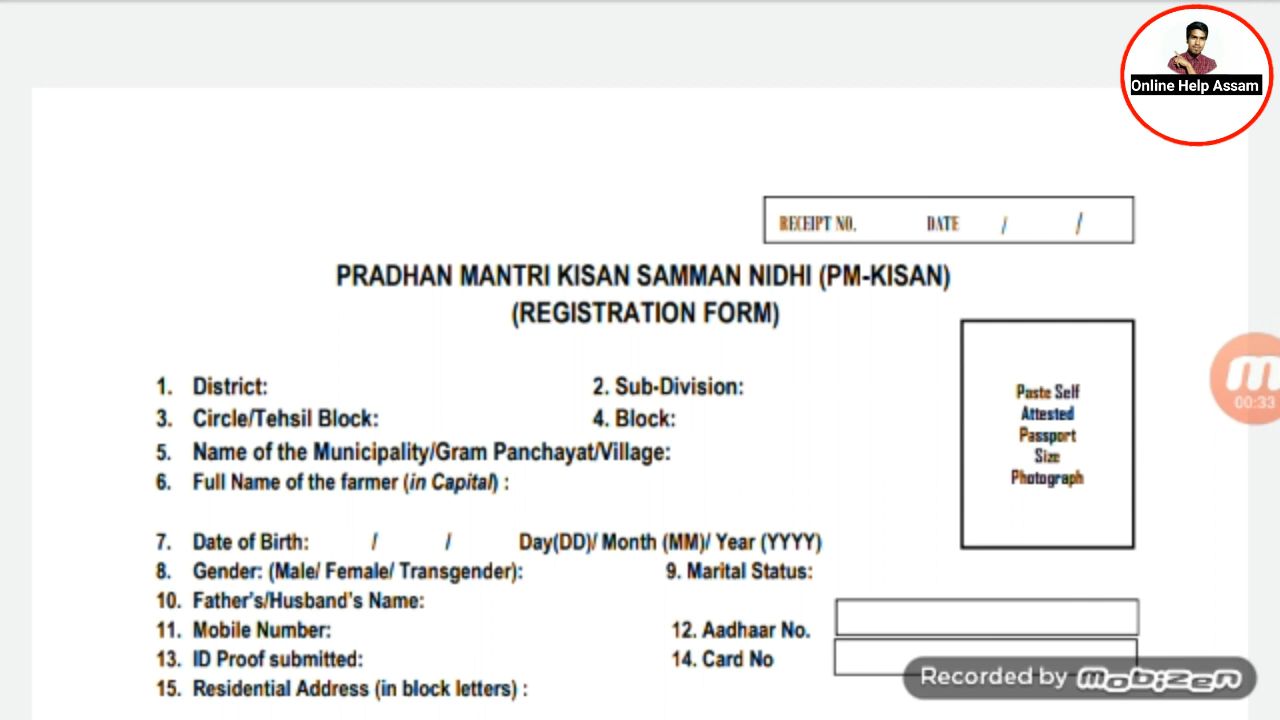 Online Help Assam
RECEIPT NO. DATE / /
PRADHAN MANTRI KISAN SAMMAN NIDHI (PM-KISAN)
(REGISTRATION FORM)
Paste Self
Attested
Passport
Size
Photograph
1. District: 2. Sub-Division:
3. Circle/Tehsil Block: 4. Block:
5. Name of the Municipality/Gram Panchayat/Village:
6. Full Name of the farmer (in Capital) :
7. Date of Birth: / / Day(DD)/ Month (MM)/ Year (YYYY)
8. Gender: (Male/ Female/ Transgender): 9. Marital Status:
10. Father's/Husband's Name:
11. Mobile Number: 12. Aadhaar No.
13. ID Proof submitted: 14. Card No
15. Residential Address (in block letters) :
00:33
Recorded by mobizen